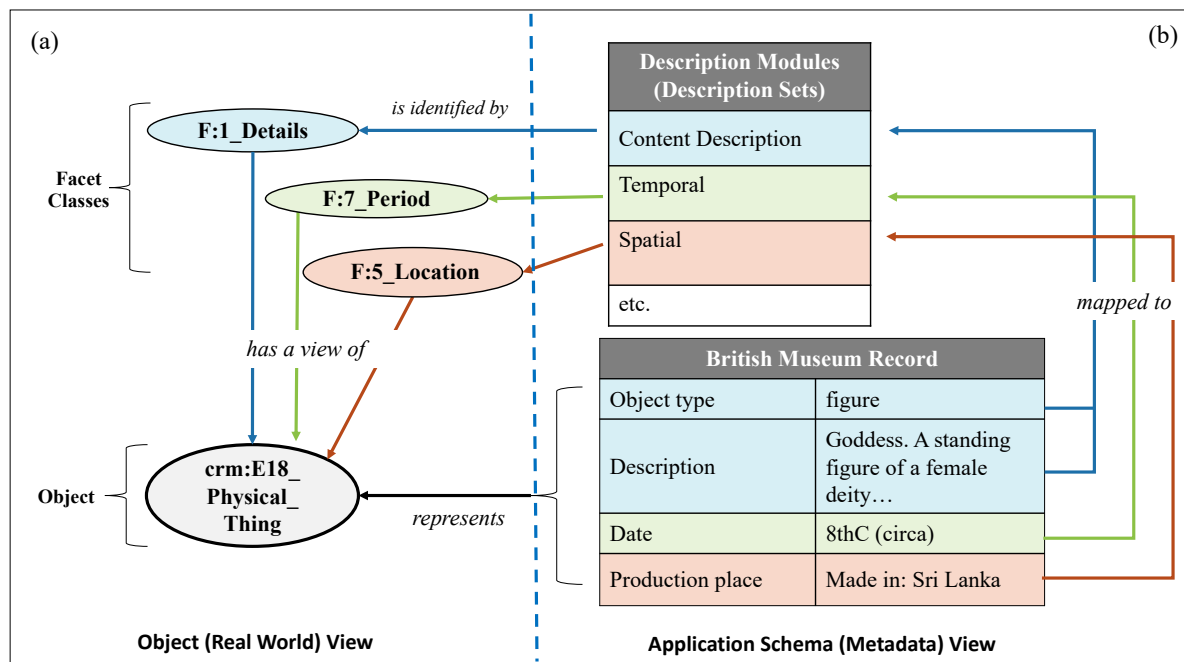 (a)
(b)
Description Modules
(Description Sets)
is identified by
F:1_Details
Content Description
Facet
Classes
F:7_Period
Temporal
F:5_Location
Spatial
etc.
mapped to
has a view of
British Museum Record
Object type
figure
Description
Goddess. A standing
figure of a female
deity…
Date
8thC (circa)
Production place
Made in: Sri Lanka
Object
crm:E18_
Physical_
Thing
represents
Object (Real World) View
Application Schema (Metadata) View